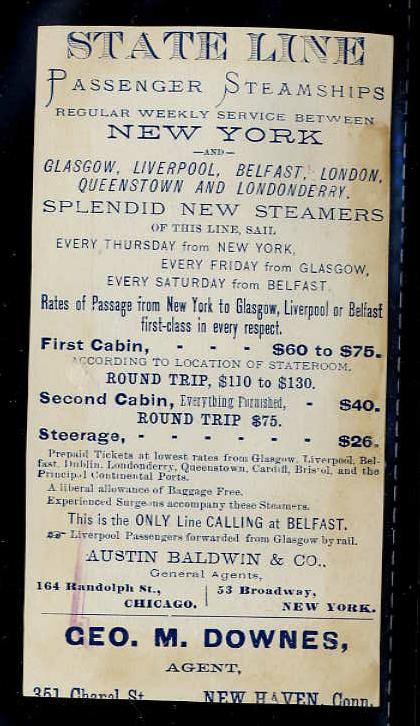 STATE LINE
PASSENGER STEAMSHIPS
REGULAR WEEKLY SERVICE BETWEEN
NEW YORK
—AND—
GLASGOW, LIVERPOOL, BELFAST, LONDON,
QUEENSTOWN AND LONDONDERRY.
SPLENDID NEW STEAMERS
OF THIS LINE, SAIL
EVERY THURSDAY from NEW YORK,
EVERY FRIDAY from GLASGOW,
EVERY SATURDAY from BELFAST.
Rates of Passage from New York to Glasgow, Liverpool or Belfast
first-class in every respect.
First Cabin, - - - $60 to $75.
ACCORDING TO LOCATION OF STATEROOM.
ROUND TRIP, $110 to $130.
Second Cabin, Everything Furnished, - $40.
ROUND TRIP $75.
Steerage, - - - - - - $26.
Prepaid Tickets at lowest rates from Glasgow, Liverpool, Bel-
fast, Dublin, Londonderry, Queenstown, Cardiff, Bristol, and the
Principal Continental Ports.
A liberal allowance of Baggage Free.
Experienced Surgeons accompany these Steamers.
This is the ONLY Line CALLING at BELFAST.
☞ Liverpool Passengers forwarded from Glasgow by rail.
AUSTIN BALDWIN & CO.,
General Agents,
164 Randolph St., | 53 Broadway,
CHICAGO. | NEW YORK.
GEO. M. DOWNES,
AGENT,
351 Chapel St. NEW HAVEN, Conn.